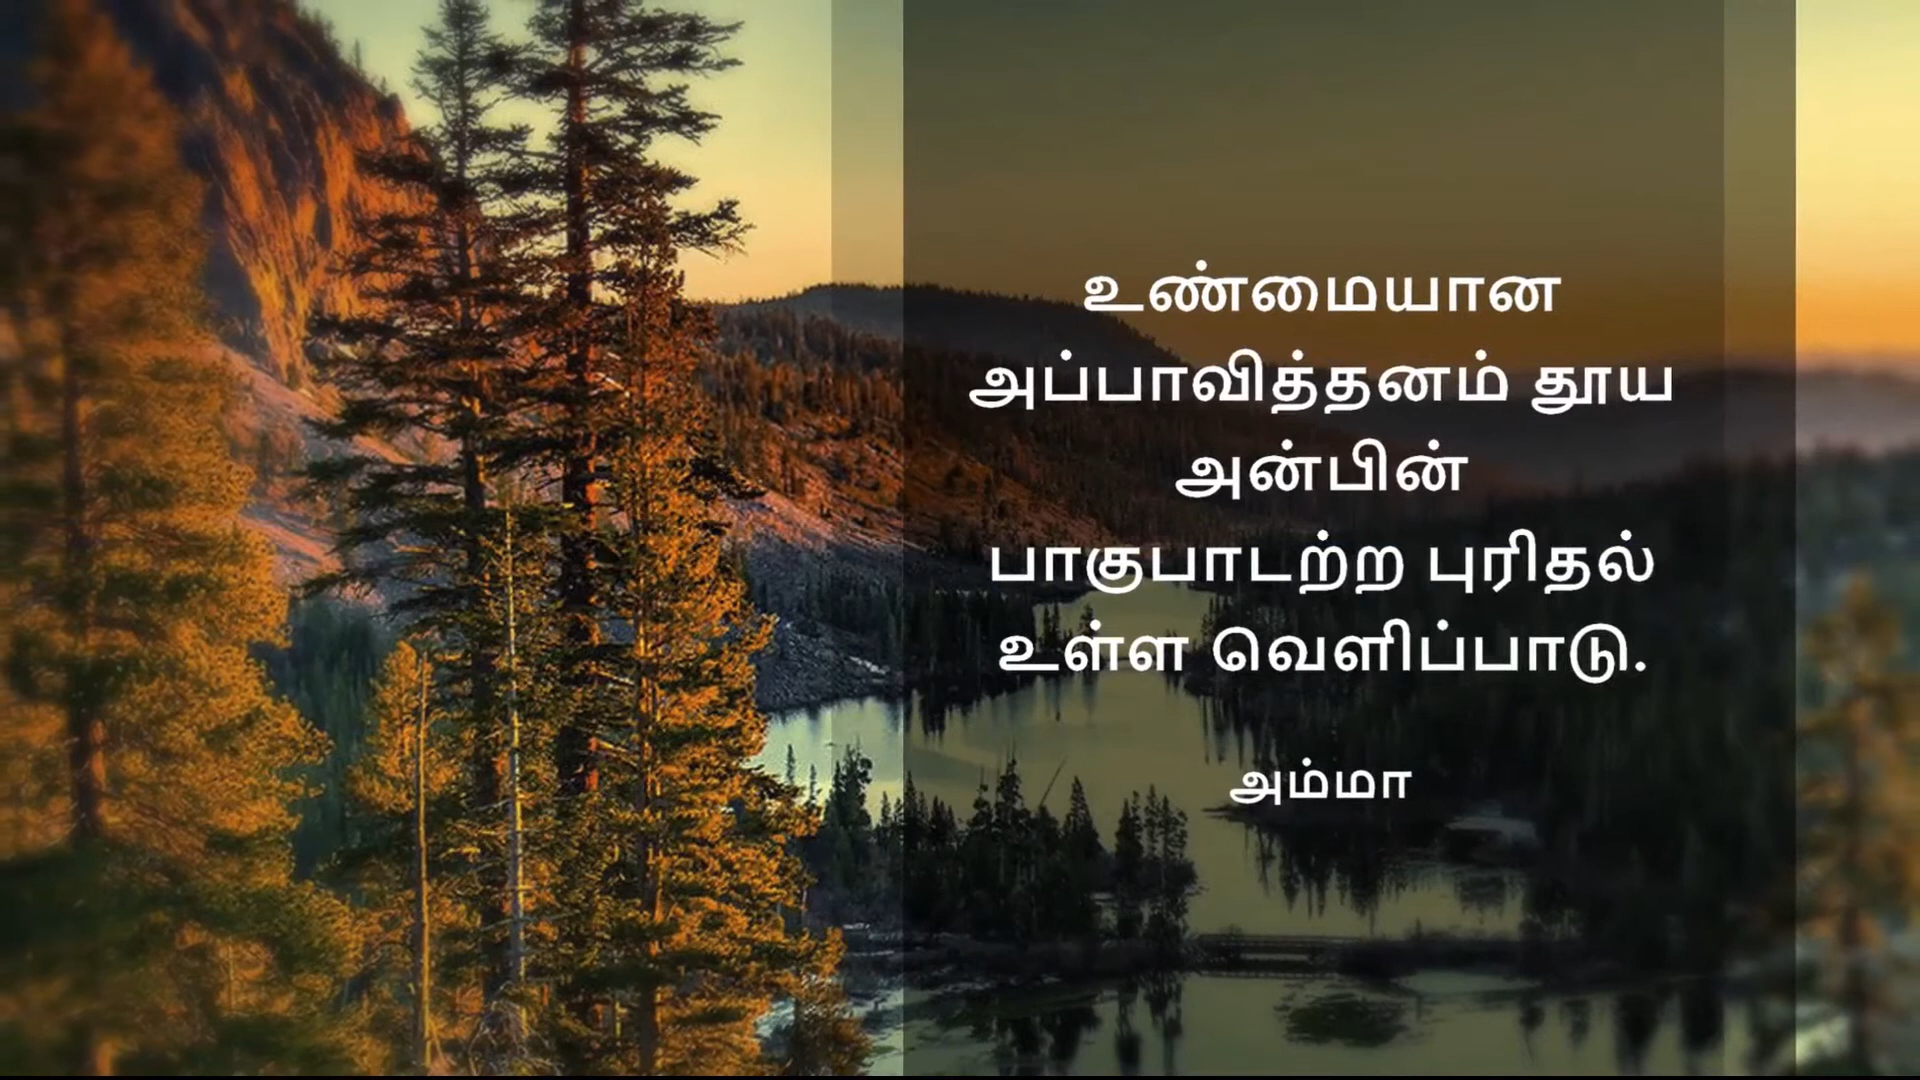 உண்மையான
அப்பாவித்தனம் தூய
அன்பின்
பாகுபாடற்ற புரிதல்
உள்ள வெளிப்பாடு.
அம்மா